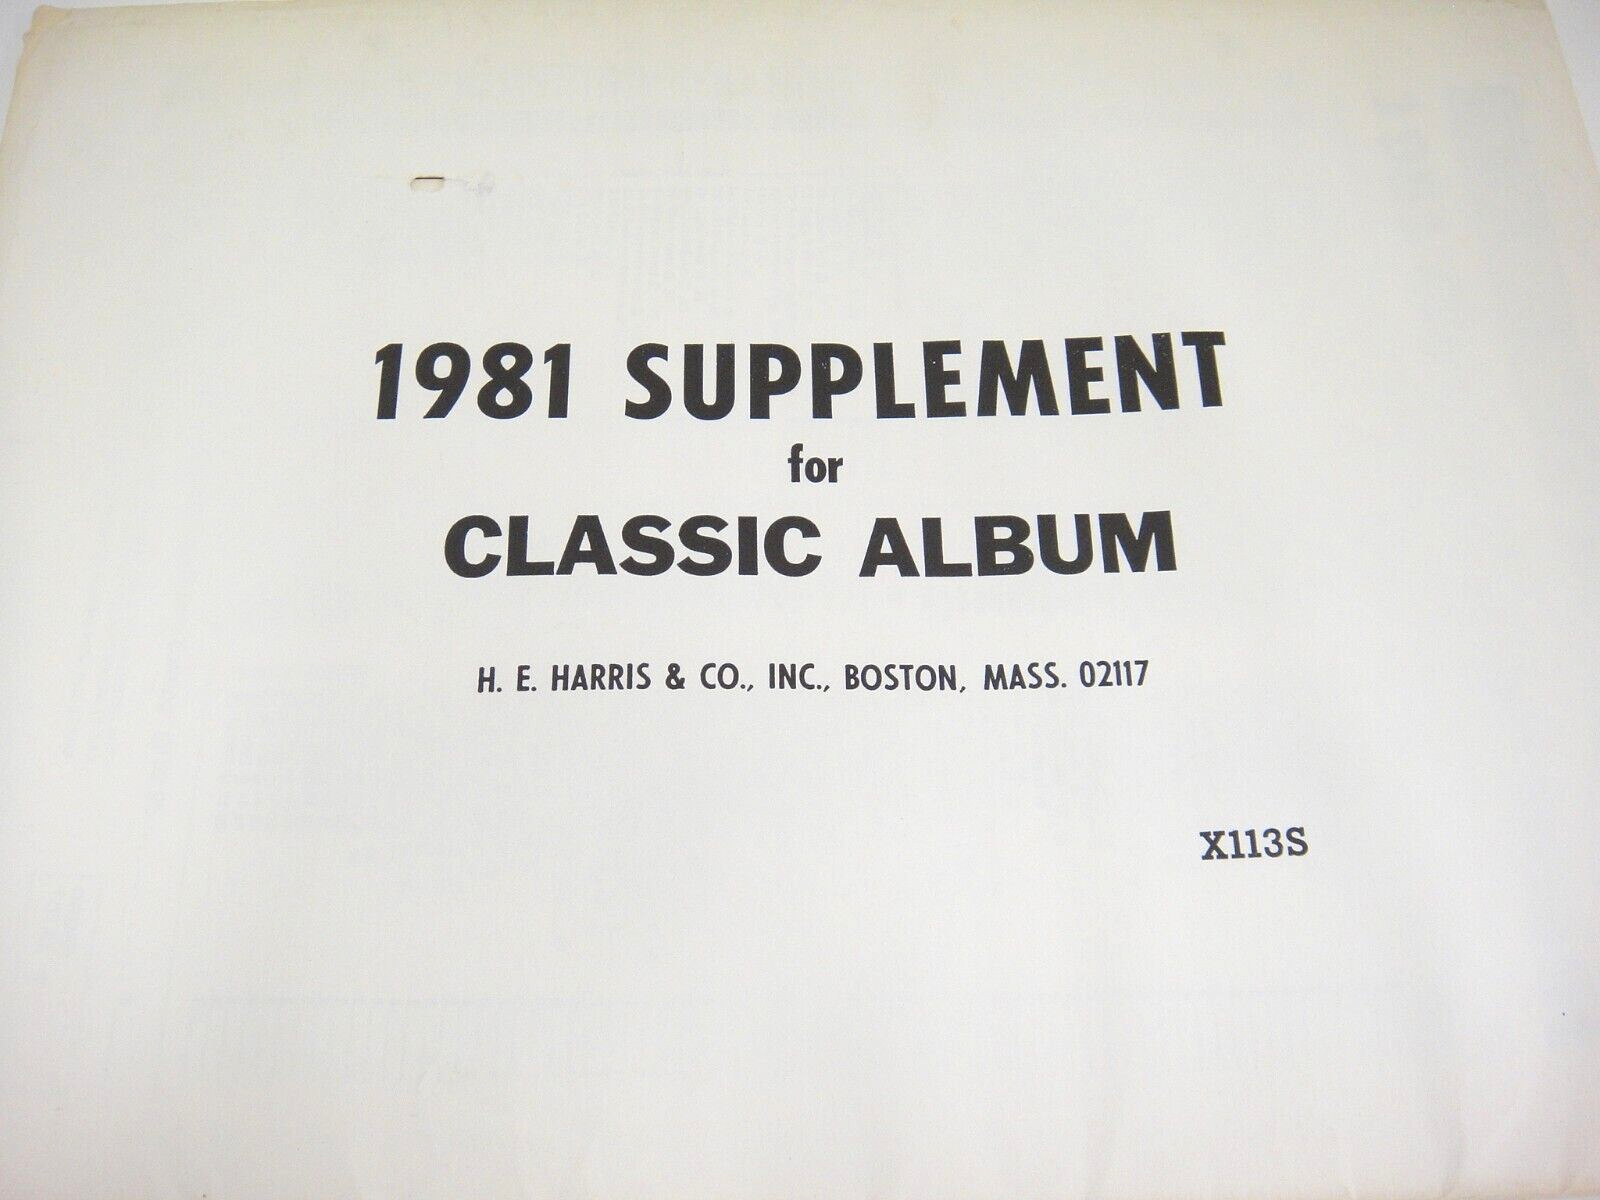 1981 SUPPLEMENT
for
CLASSIC ALBUM
H. E. HARRIS & CO., INC., BOSTON, MASS. 02117
X113S